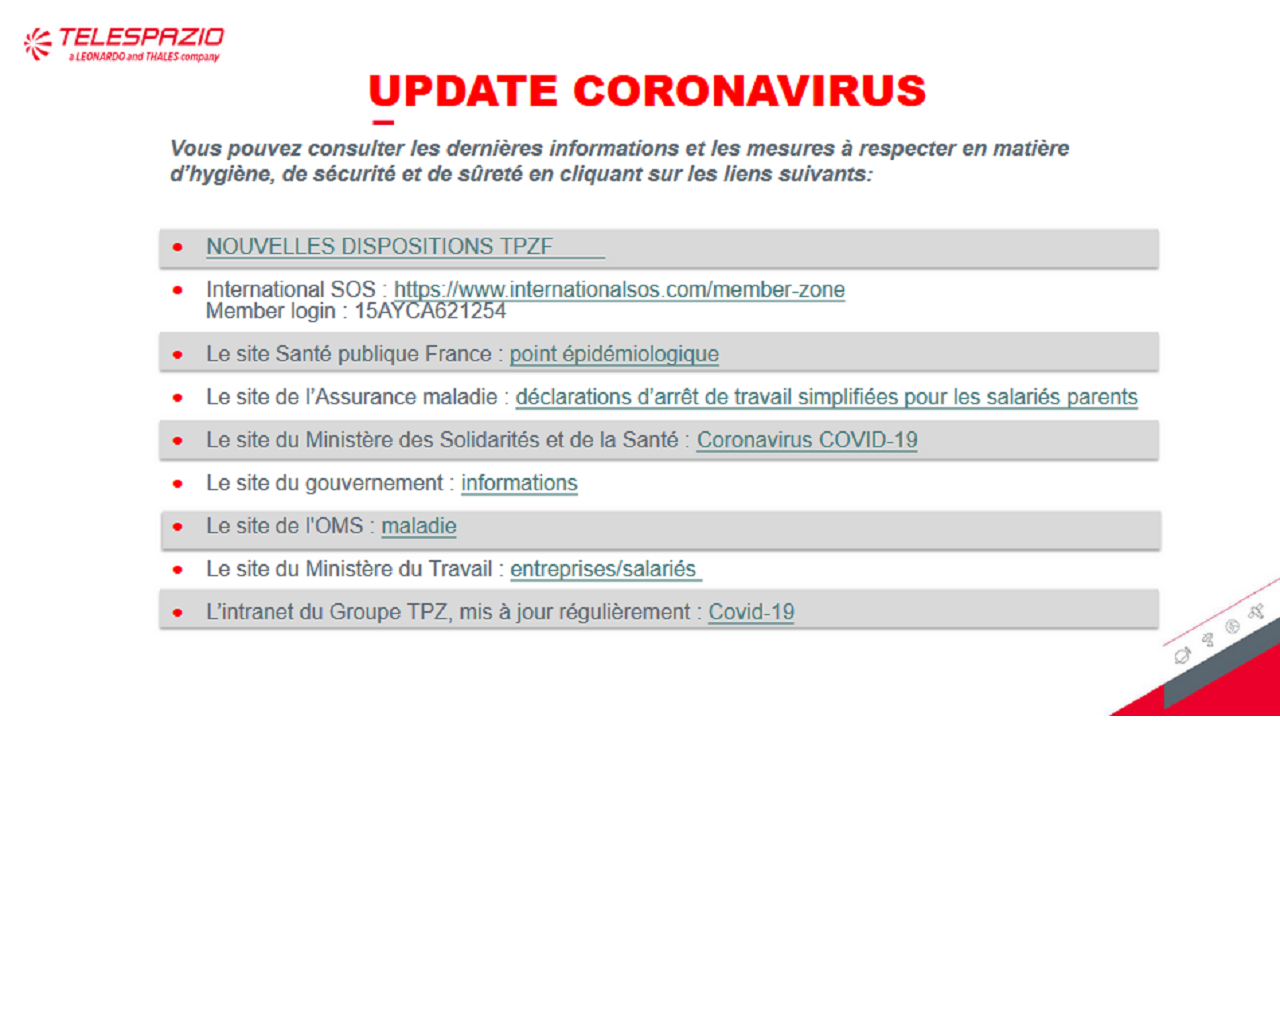 TELESPAZIO
a LEONARDO and THALES company
UPDATE CORONAVIRUS
Vous pouvez consulter les dernières informations et les mesures à respecter en matière
d'hygiène, de sécurité et de sûreté en cliquant sur les liens suivants:
• NOUVELLES DISPOSITIONS TPZF
• International SOS : https://www.internationalsos.com/member-zone
Member login : 15AYCA621254
• Le site Santé publique France : point épidémiologique
• Le site de l'Assurance maladie : déclarations d'arrêt de travail simplifiées pour les salariés parents
• Le site du Ministère des Solidarités et de la Santé : Coronavirus COVID-19
• Le site du gouvernement : informations
• Le site de l'OMS : maladie
• Le site du Ministère du Travail : entreprises/salariés
• L'intranet du Groupe TPZ, mis à jour régulièrement : Covid-19